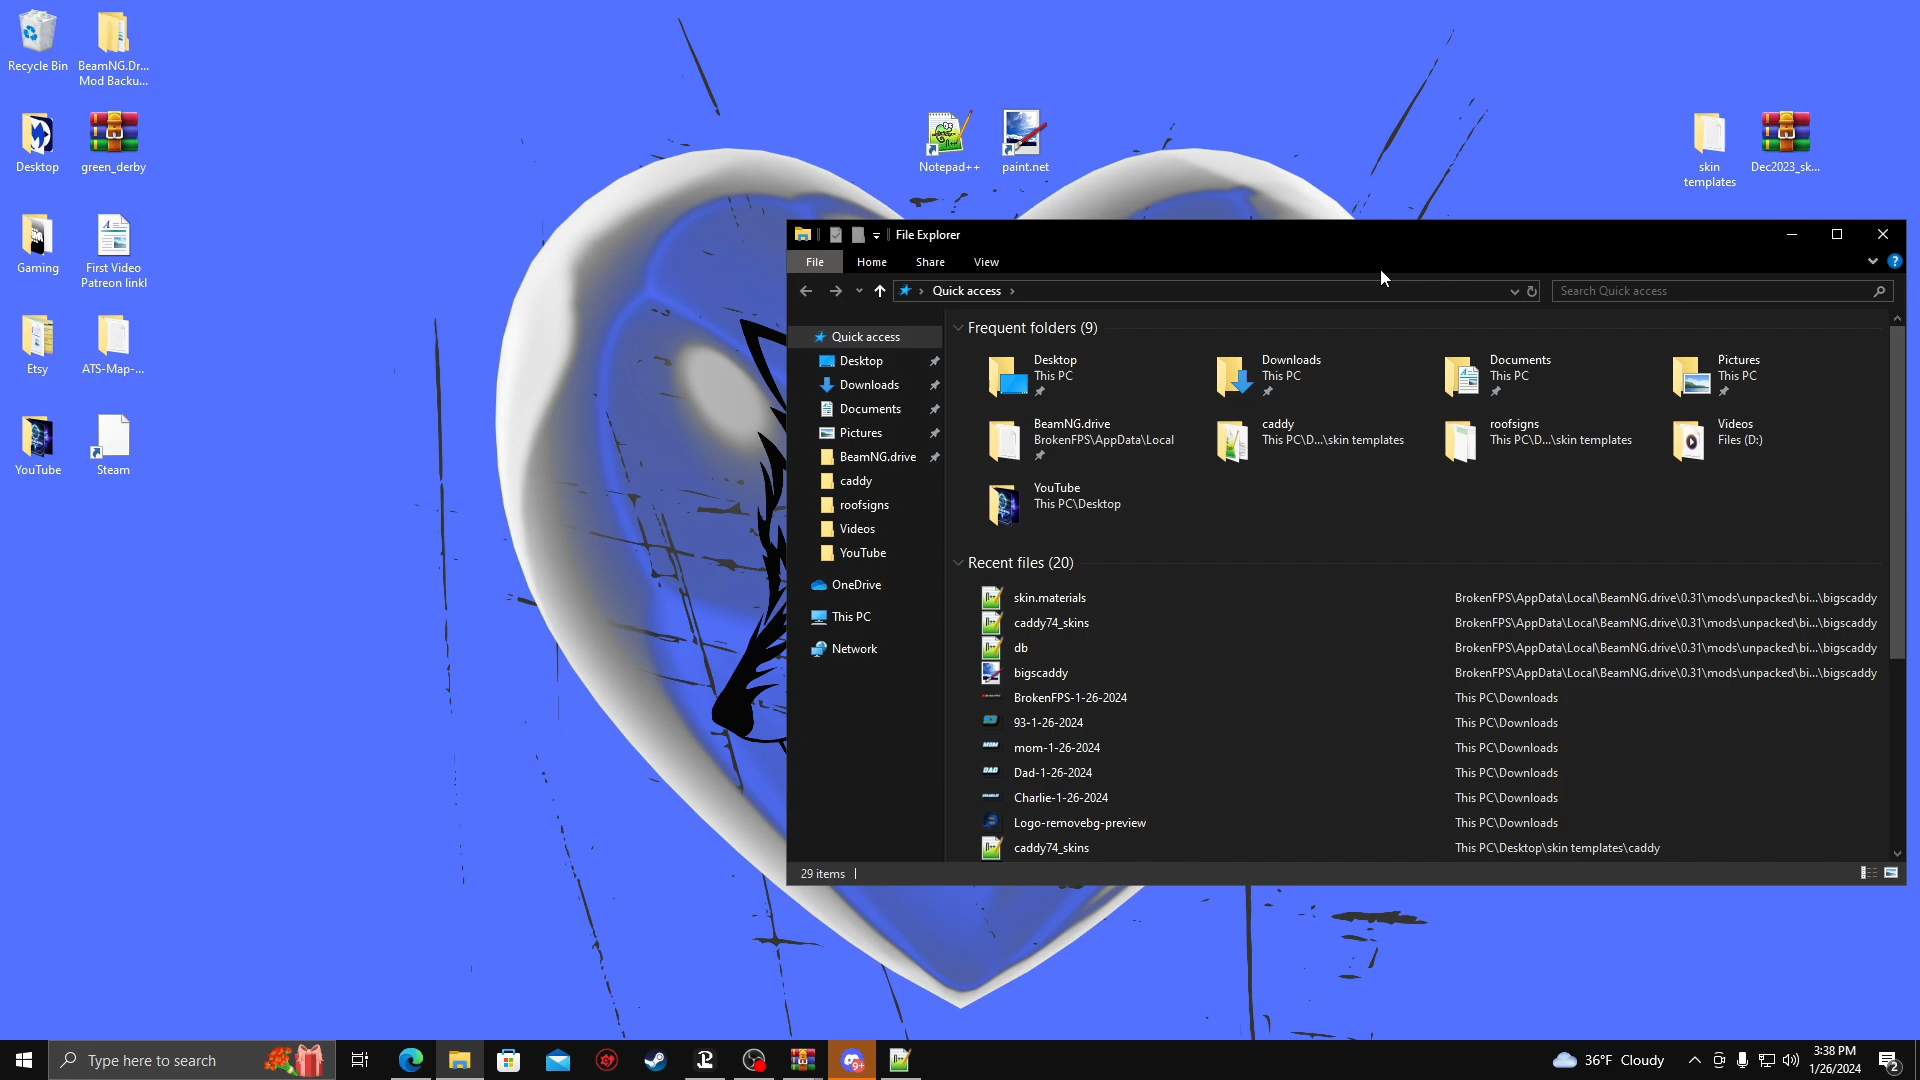 Recycle Bin
BeamNG.Dr...
Mod Backu...
Desktop
green_derby
Gaming
First Video
Patreon linkl
Etsy
ATS-Map-...
YouTube
Steam
Notepad++
paint.net
skin
templates
Dec2023_sk...
File Explorer
File
Home
Share
View
Quick access
Search Quick access
Quick access
Desktop
Downloads
Documents
Pictures
BeamNG.drive
caddy
roofsigns
Videos
YouTube
OneDrive
This PC
Network
Frequent folders (9)
Desktop
This PC
Downloads
This PC
Documents
This PC
Pictures
This PC
BeamNG.drive
BrokenFPS\AppData\Local
caddy
This PC\D...\skin templates
roofsigns
This PC\D...\skin templates
Videos
Files (D:)
YouTube
This PC\Desktop
Recent files (20)
skin.materials BrokenFPS\AppData\Local\BeamNG.drive\0.31\mods\unpacked\bi...\bigscaddy
caddy74_skins BrokenFPS\AppData\Local\BeamNG.drive\0.31\mods\unpacked\bi...\bigscaddy
db BrokenFPS\AppData\Local\BeamNG.drive\0.31\mods\unpacked\bi...\bigscaddy
bigscaddy BrokenFPS\AppData\Local\BeamNG.drive\0.31\mods\unpacked\bi...\bigscaddy
BrokenFPS-1-26-2024 This PC\Downloads
93-1-26-2024 This PC\Downloads
mom-1-26-2024 This PC\Downloads
Dad-1-26-2024 This PC\Downloads
Charlie-1-26-2024 This PC\Downloads
Logo-removebg-preview This PC\Downloads
caddy74_skins This PC\Desktop\skin templates\caddy
29 items
Type here to search
9+
36°F Cloudy
3:38 PM
1/26/2024
2